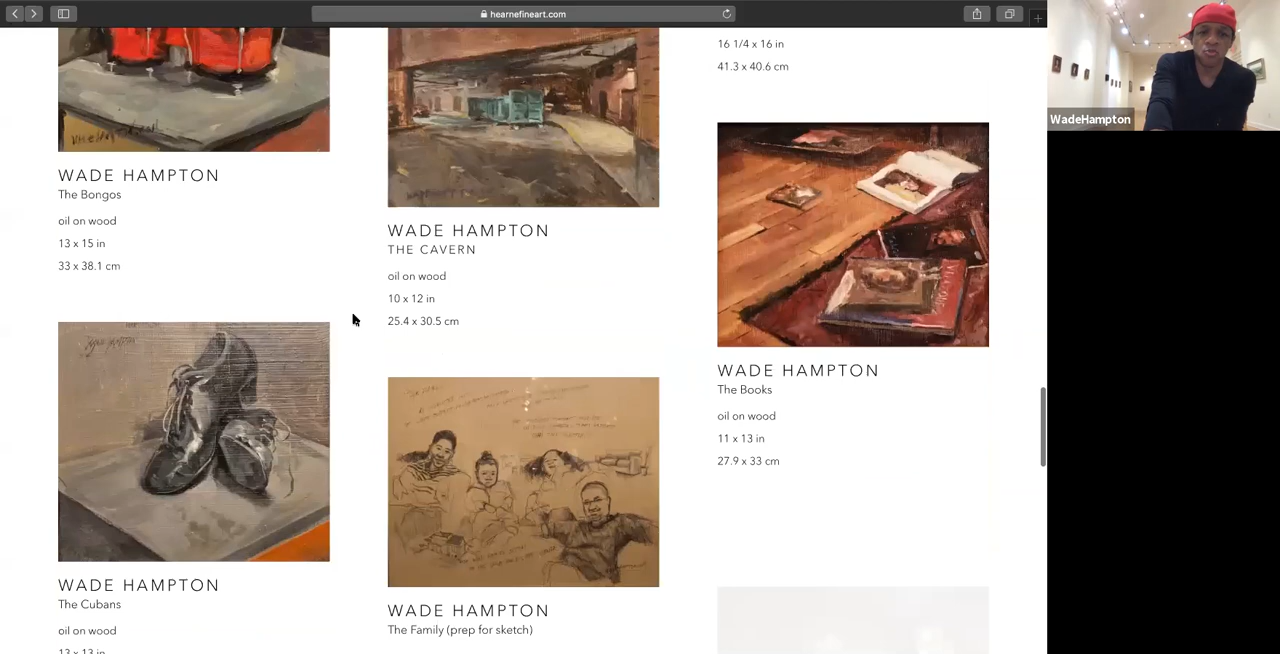 hearnefineart.com
WADE HAMPTON
The Bongos
oil on wood
13 x 15 in
33 x 38.1 cm
WADE HAMPTON
The Cubans
oil on wood
13 x 13 in
WADE HAMPTON
THE CAVERN
oil on wood
10 x 12 in
25.4 x 30.5 cm
WADE HAMPTON
The Family (prep for sketch)
16 1/4 x 16 in
41.3 x 40.6 cm
WADE HAMPTON
The Books
oil on wood
11 x 13 in
27.9 x 33 cm
WadeHampton